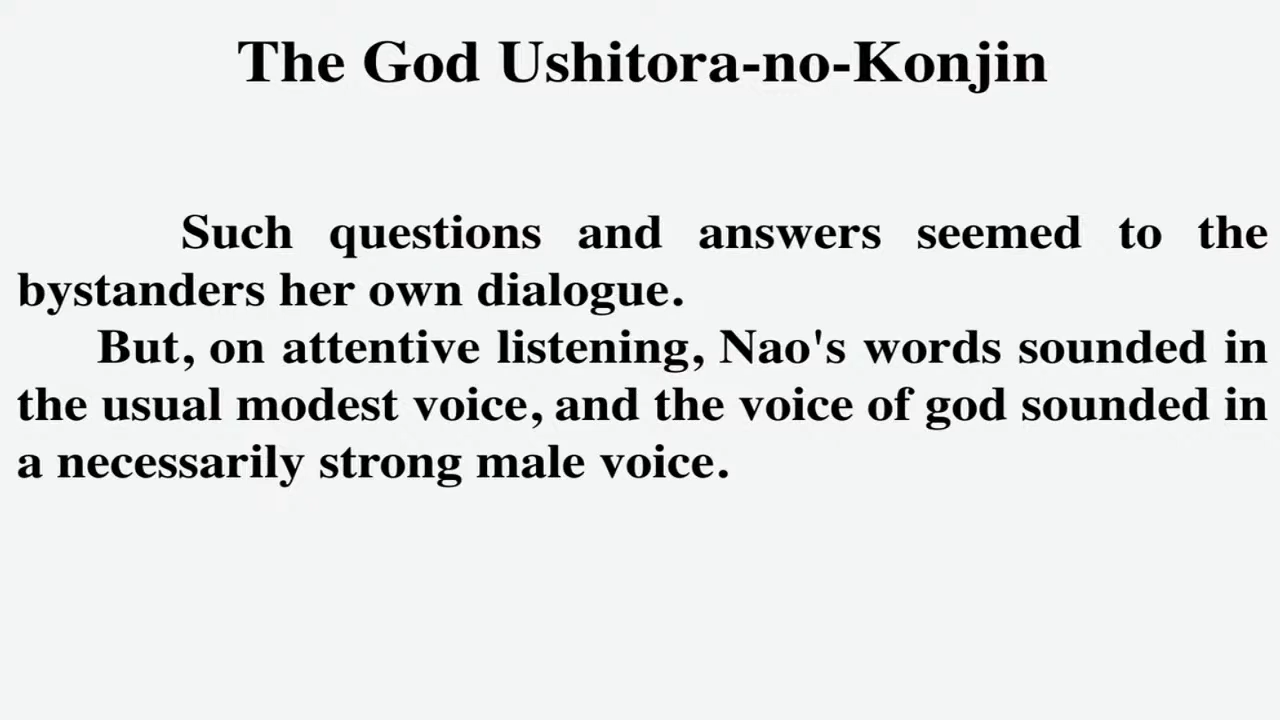 The God Ushitora-no-Konjin
Such questions and answers seemed to the
bystanders her own dialogue.
But, on attentive listening, Nao's words sounded in
the usual modest voice, and the voice of god sounded in
a necessarily strong male voice.